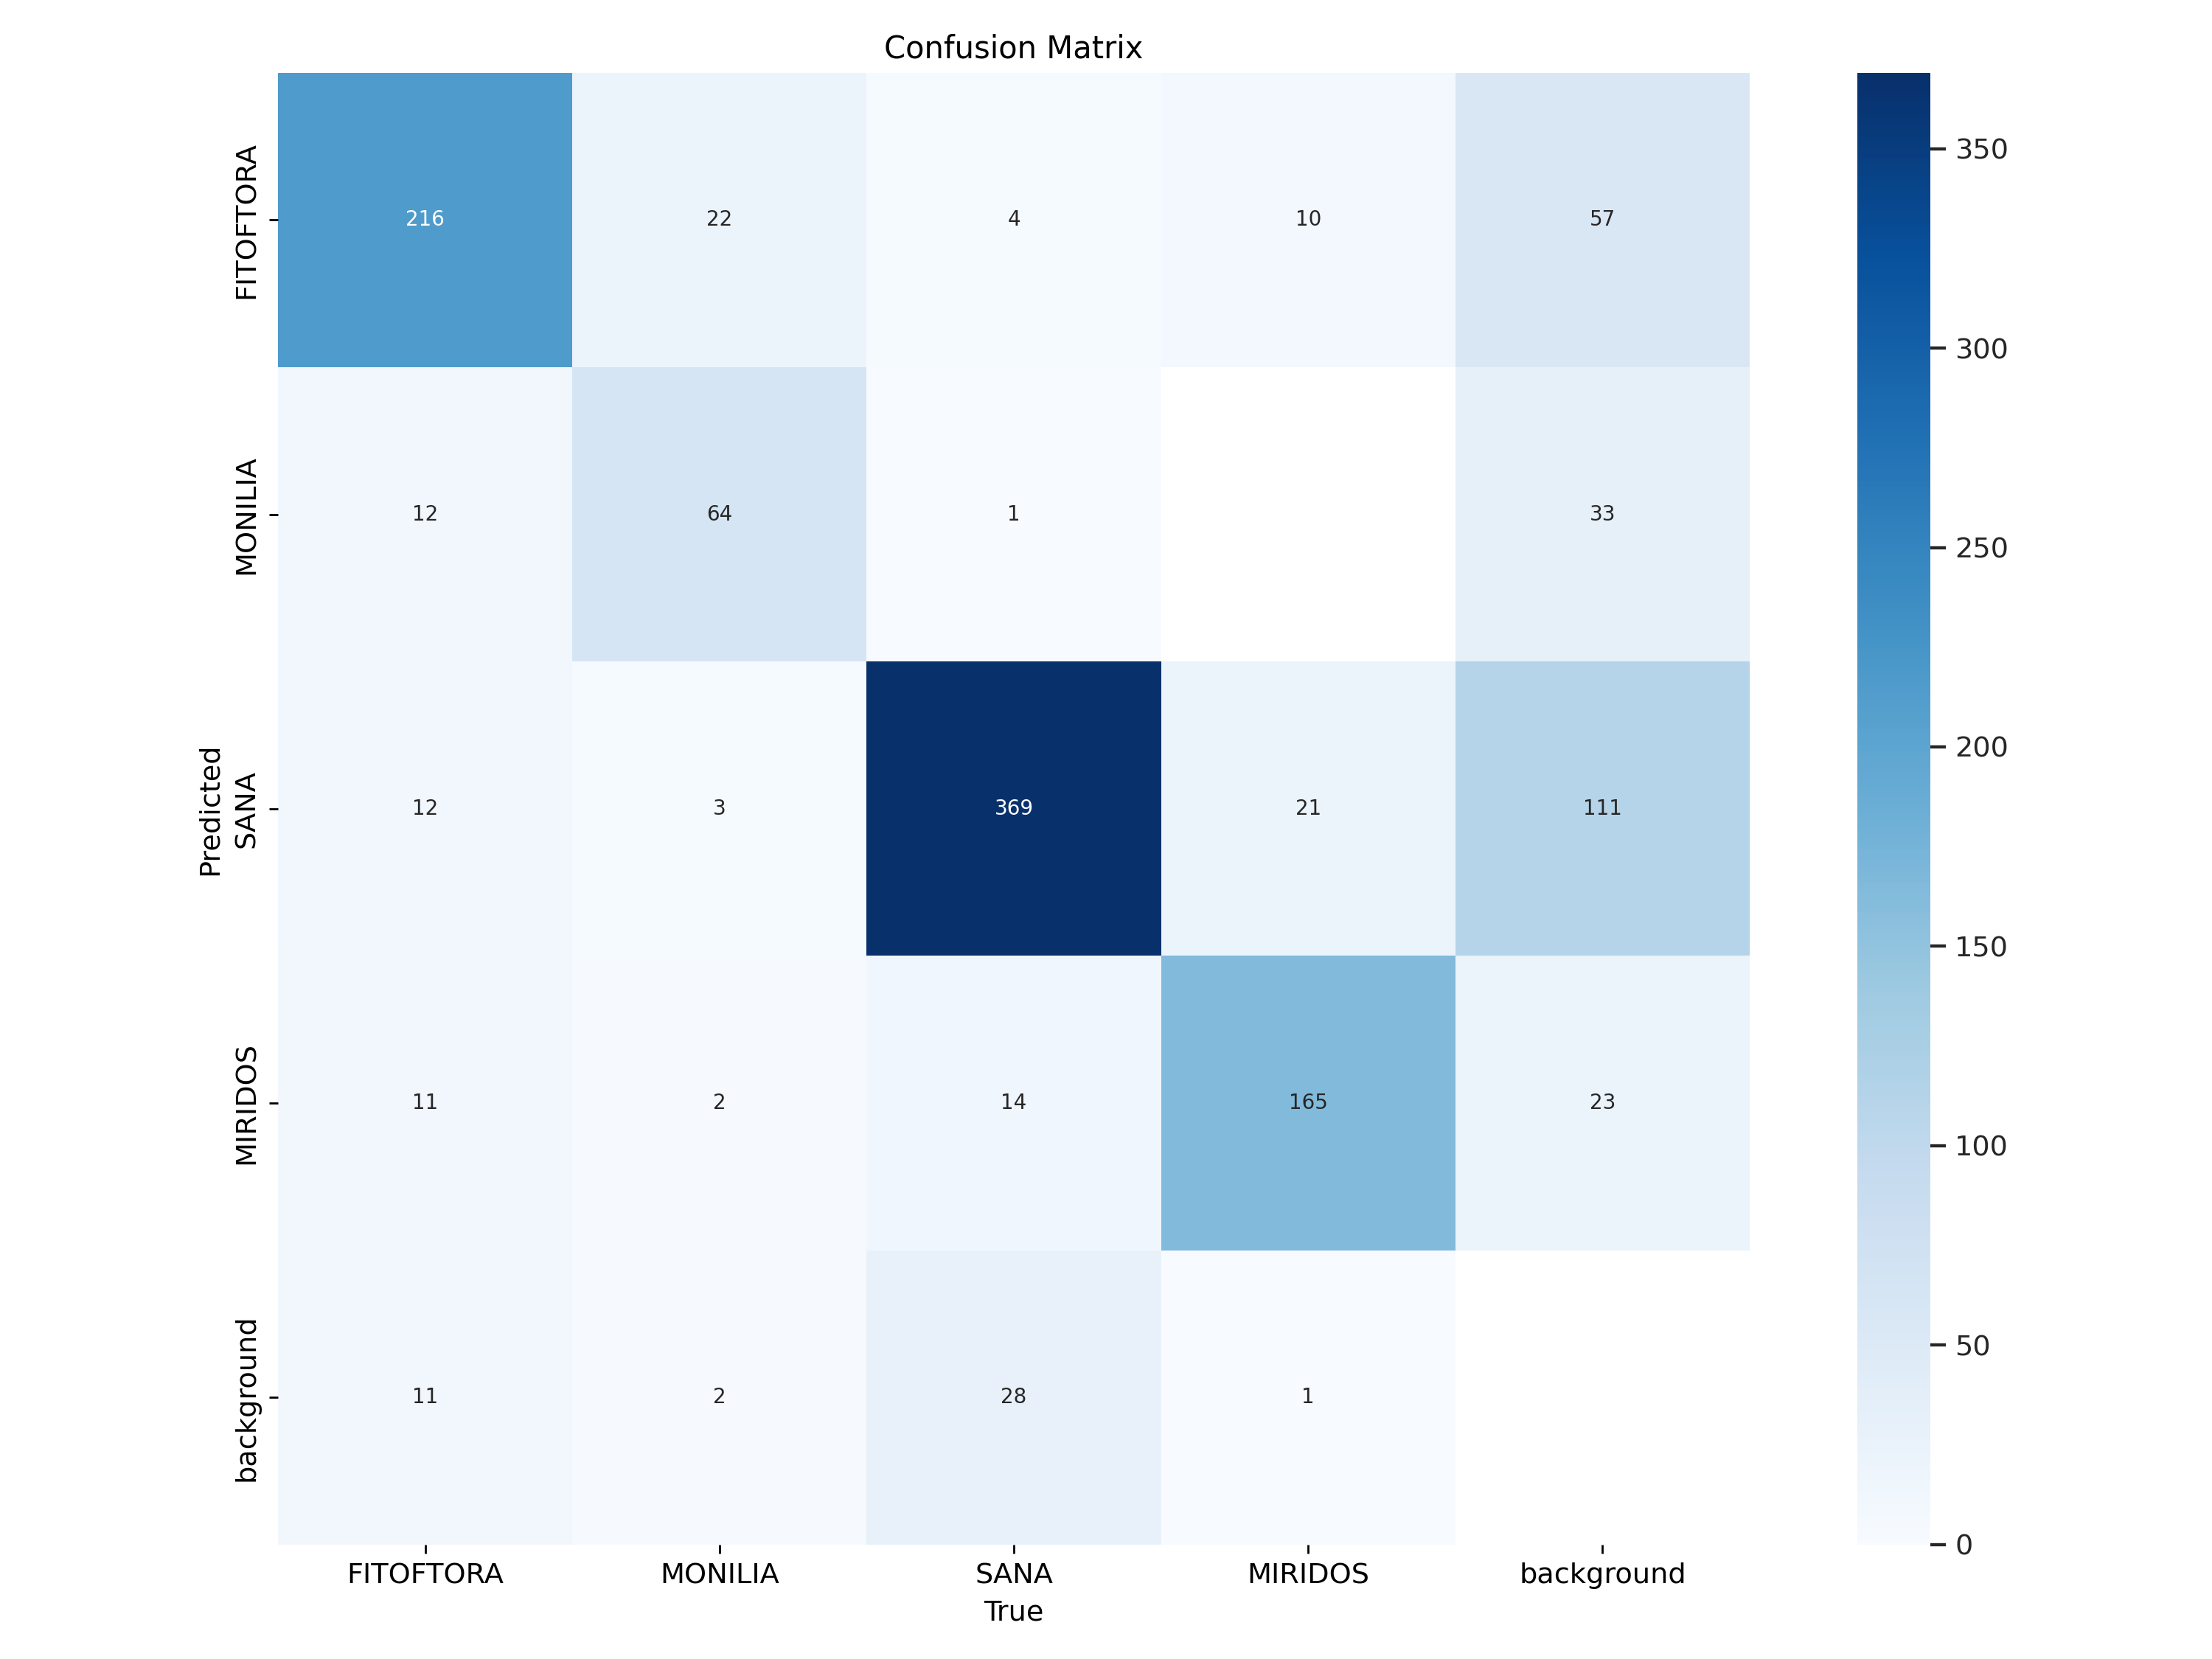 Confusion Matrix
FITOFTORA
216 22 4 10 57
MONILIA
12 64 1 33
Predicted
SANA
12 3 369 21 111
MIRIDOS
11 2 14 165 23
background
11 2 28 1
FITOFTORA MONILIA SANA MIRIDOS background
True
350
300
250
200
150
100
50
0